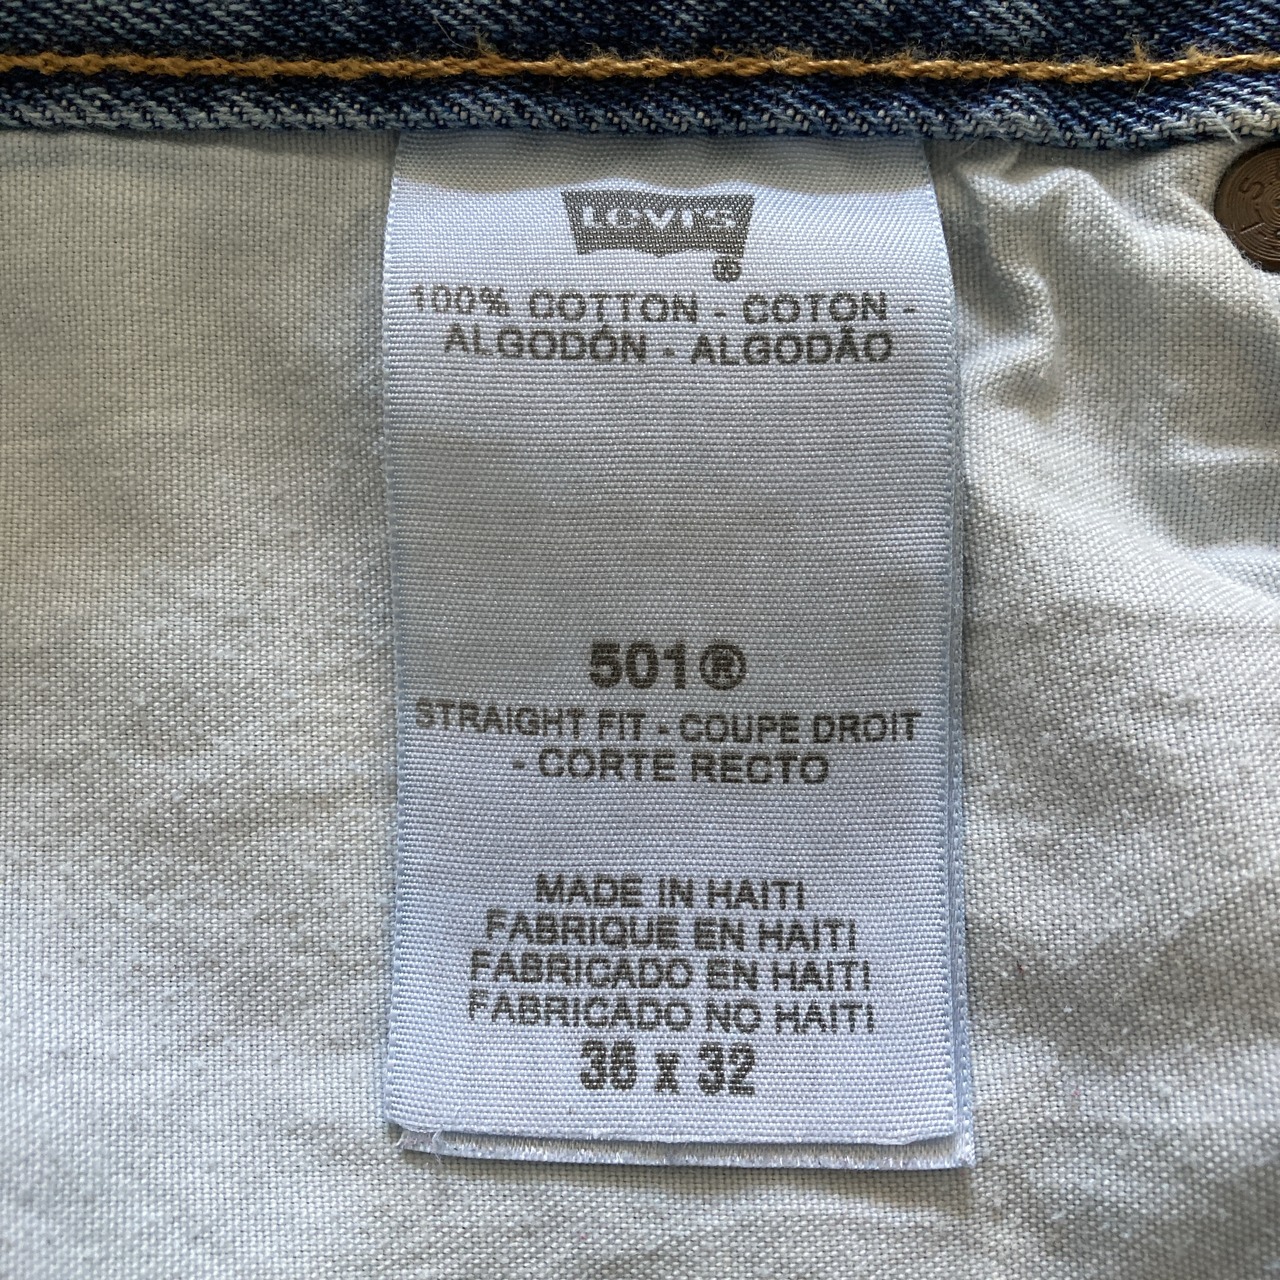 LEVI'S
®
100% COTTON - COTON -
ALGODÓN - ALGODÃO
501®
STRAIGHT FIT - COUPE DROIT
- CORTE RECTO
MADE IN HAITI
FABRIQUE EN HAITI
FABRICADO EN HAITI
FABRICADO NO HAITI
36 x 32